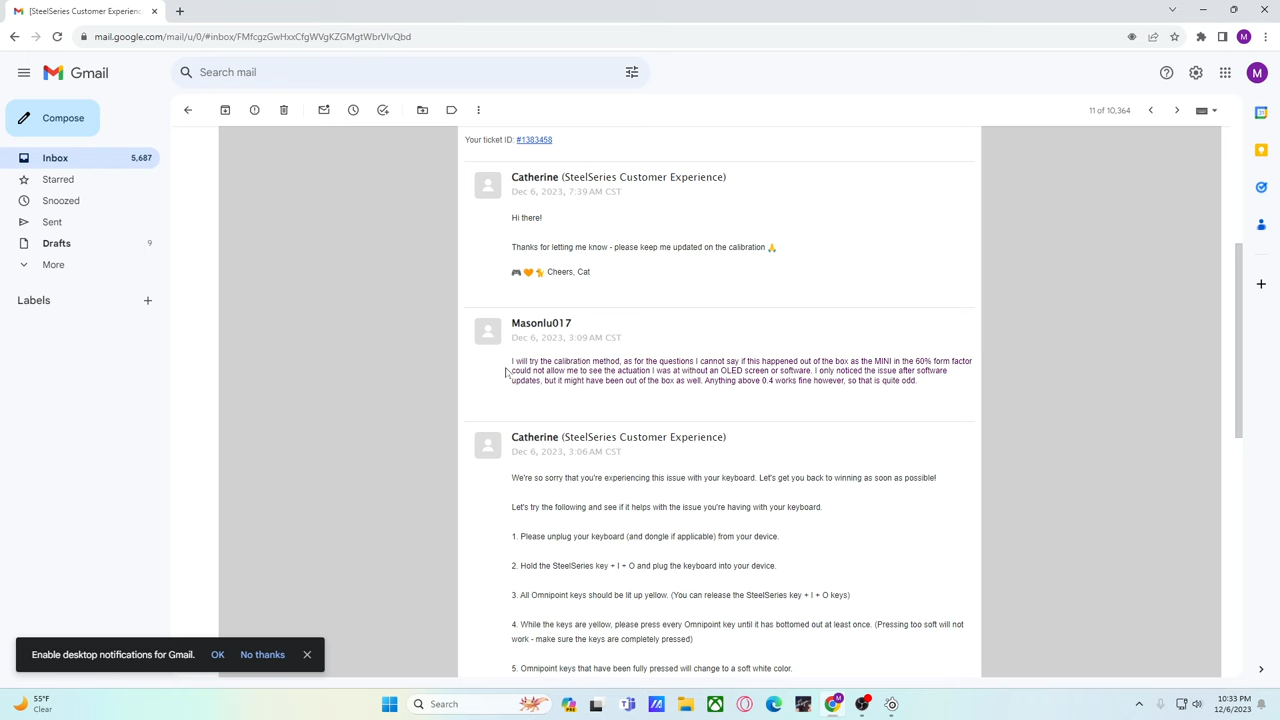 [SteelSeries Customer Experienc
mail.google.com/mail/u/0/#inbox/FMfcgzGwHxxCfgWVgKZGMgtWbrVlvQbd
M
Gmail
Search mail
M
Compose
11 of 10,364
Inbox 5,687
Starred
Snoozed
Sent
Drafts 9
More
Labels
Your ticket ID: #1383458
Catherine (SteelSeries Customer Experience)
Dec 6, 2023, 7:39 AM CST
Hi there!
Thanks for letting me know - please keep me updated on the calibration 🙏
🎮 🧡 🐈 Cheers, Cat
Masonlu017
Dec 6, 2023, 3:09 AM CST
I will try the calibration method, as for the questions I cannot say if this happened out of the box as the MINI in the 60% form factor
could not allow me to see the actuation I was at without an OLED screen or software. I only noticed the issue after software
updates, but it might have been out of the box as well. Anything above 0.4 works fine however, so that is quite odd.
Catherine (SteelSeries Customer Experience)
Dec 6, 2023, 3:06 AM CST
We're so sorry that you're experiencing this issue with your keyboard. Let's get you back to winning as soon as possible!
Let's try the following and see if it helps with the issue you're having with your keyboard.
1. Please unplug your keyboard (and dongle if applicable) from your device.
2. Hold the SteelSeries key + I + O and plug the keyboard into your device.
3. All Omnipoint keys should be lit up yellow. (You can release the SteelSeries key + I + O keys)
4. While the keys are yellow, please press every Omnipoint key until it has bottomed out at least once. (Pressing too soft will not
work - make sure the keys are completely pressed)
5. Omnipoint keys that have been fully pressed will change to a soft white color.
Enable desktop notifications for Gmail. OK No thanks
55°F
Clear
Search
10:33 PM
12/6/2023